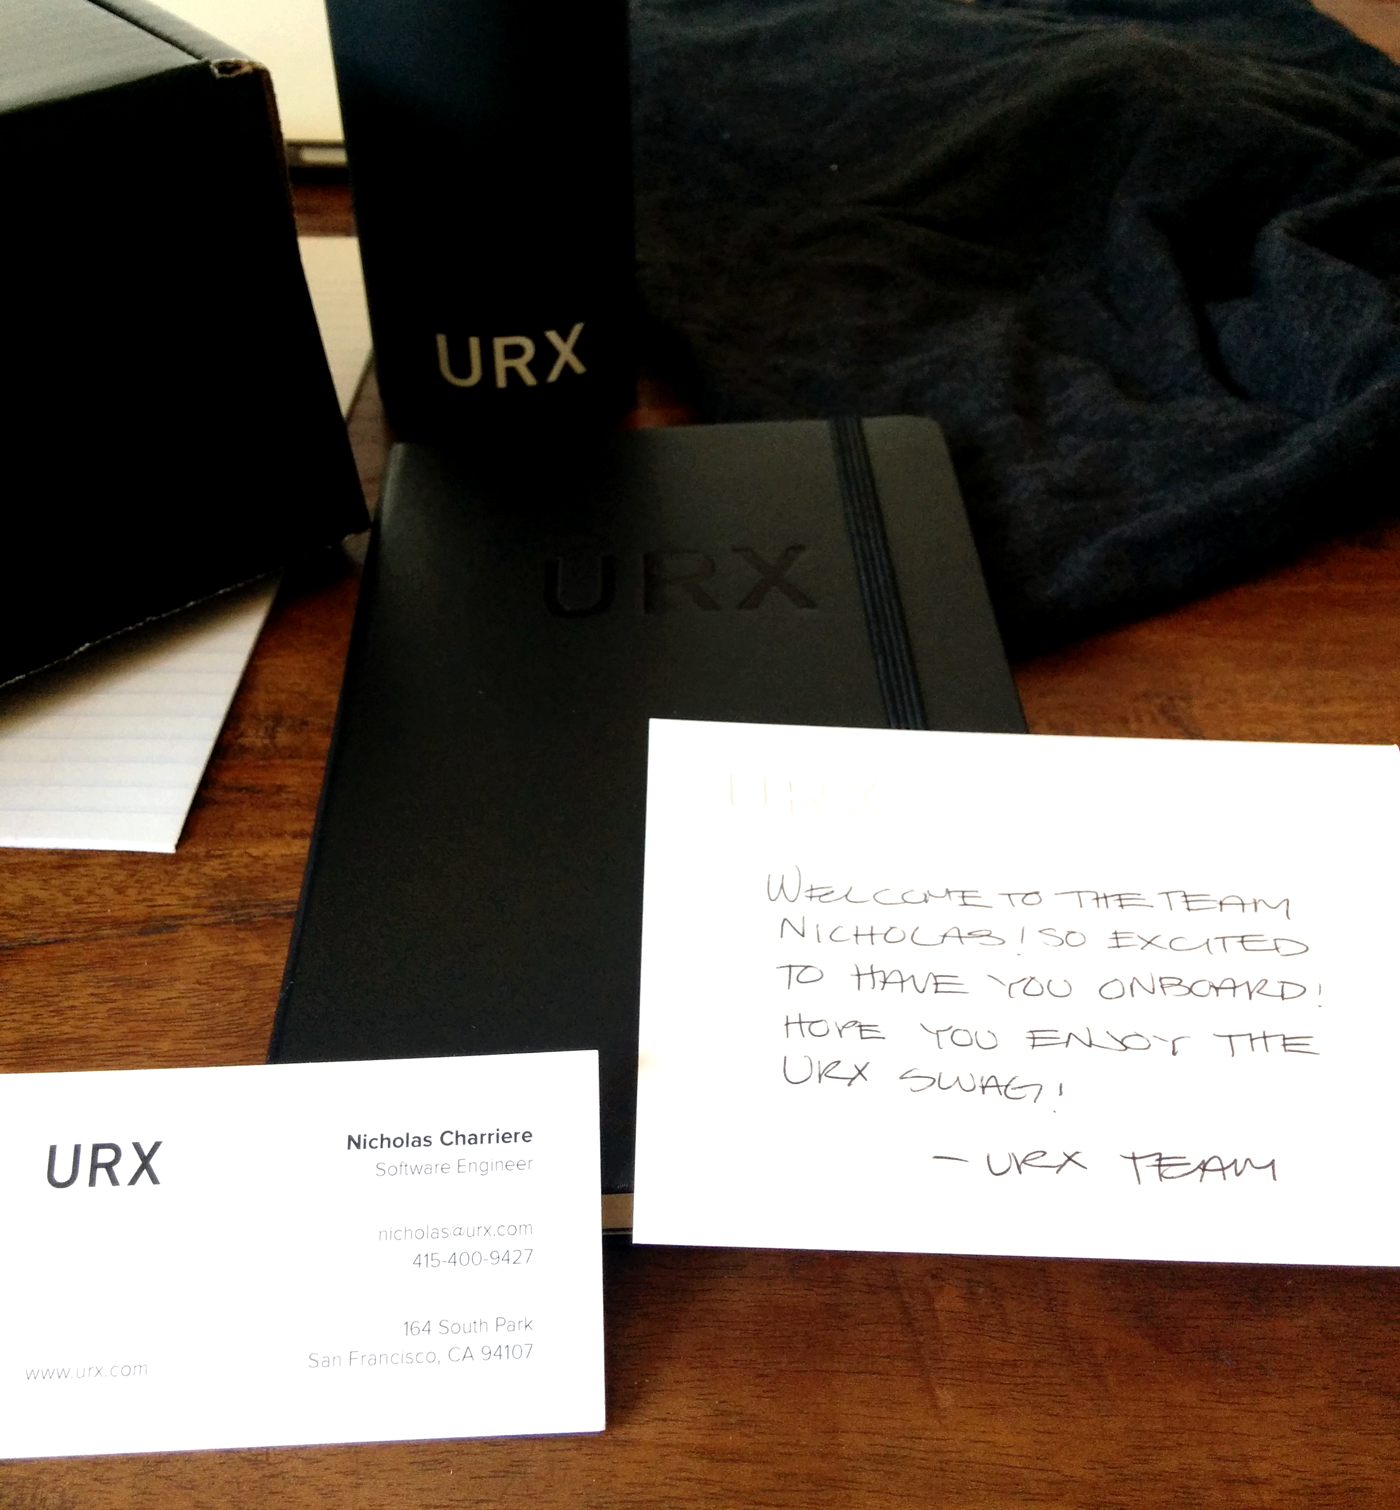 URX
URX
URX
WELCOME TO THE TEAM
NICHOLAS! SO EXCITED
TO HAVE YOU ONBOARD!
HOPE YOU ENJOY THE
URX SWAG!
- URX TEAM
URX
Nicholas Charriere
Software Engineer
nicholas@urx.com
415-400-9427
164 South Park
San Francisco, CA 94107
www.urx.com